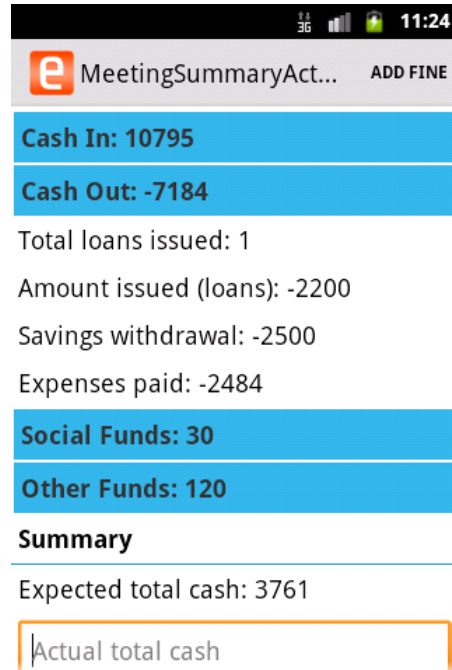 3G 11:24
e MeetingSummaryAct... ADD FINE
Cash In: 10795
Cash Out: -7184
Total loans issued: 1
Amount issued (loans): -2200
Savings withdrawal: -2500
Expenses paid: -2484
Social Funds: 30
Other Funds: 120
Summary
Expected total cash: 3761
Actual total cash